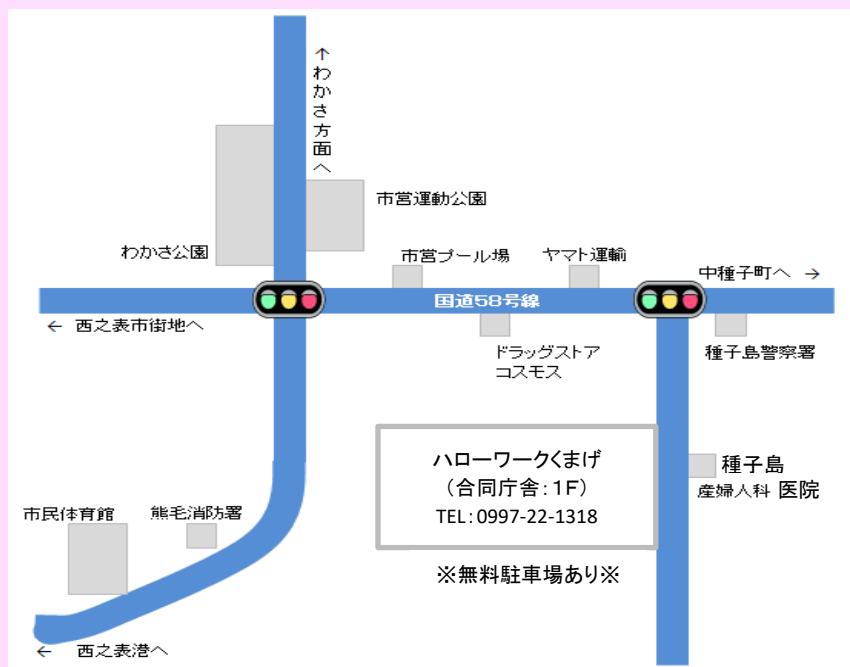 ↑わかさ方面へ
市営運動公園
わかさ公園
市営プール場
ヤマト運輸
中種子町へ →
国道58号線
← 西之表市街地へ
ドラッグストア
コスモス
種子島警察署
ハローワークくまげ
（合同庁舎：１Ｆ）
TEL：0997-22-1318
種子島
産婦人科 医院
市民体育館
熊毛消防署
※無料駐車場あり※
← 西之表港へ